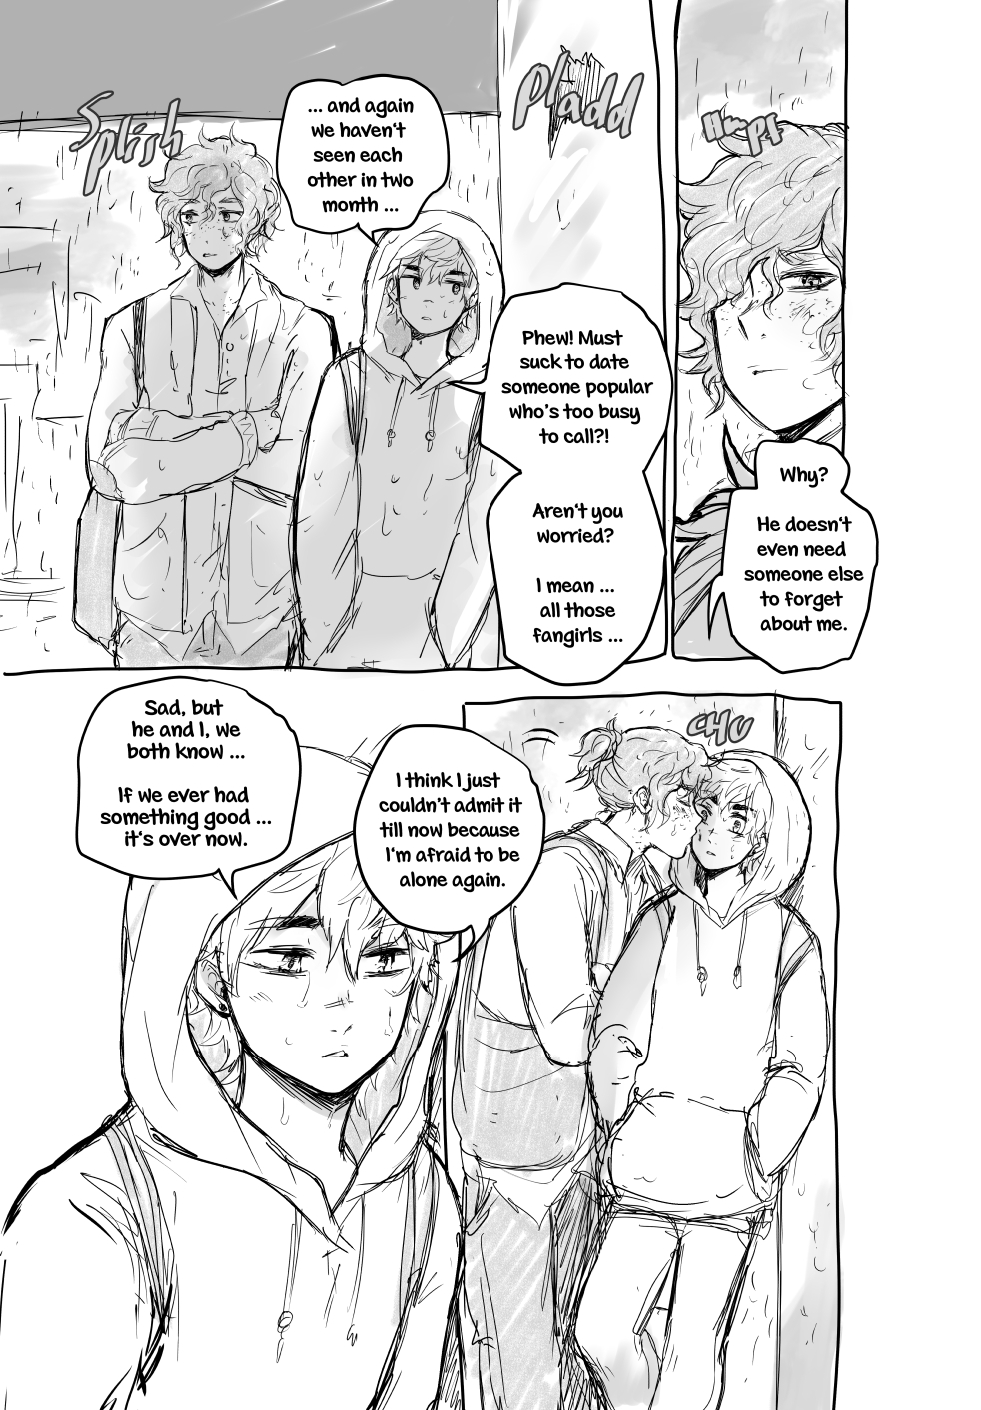 Splish
... and again
we haven't
seen each
other in two
month ...
pladd
Phew! Must
suck to date
someone popular
who's too busy
to call?!
Aren't you
worried?
I mean ...
all those
fangirls ...
Hmpf
Why?
He doesn't
even need
someone else
to forget
about me.
Sad, but
he and I, we
both know ...
If we ever had
something good ...
it's over now.
I think I just
couldn't admit it
till now because
I'm afraid to be
alone again.
CHU